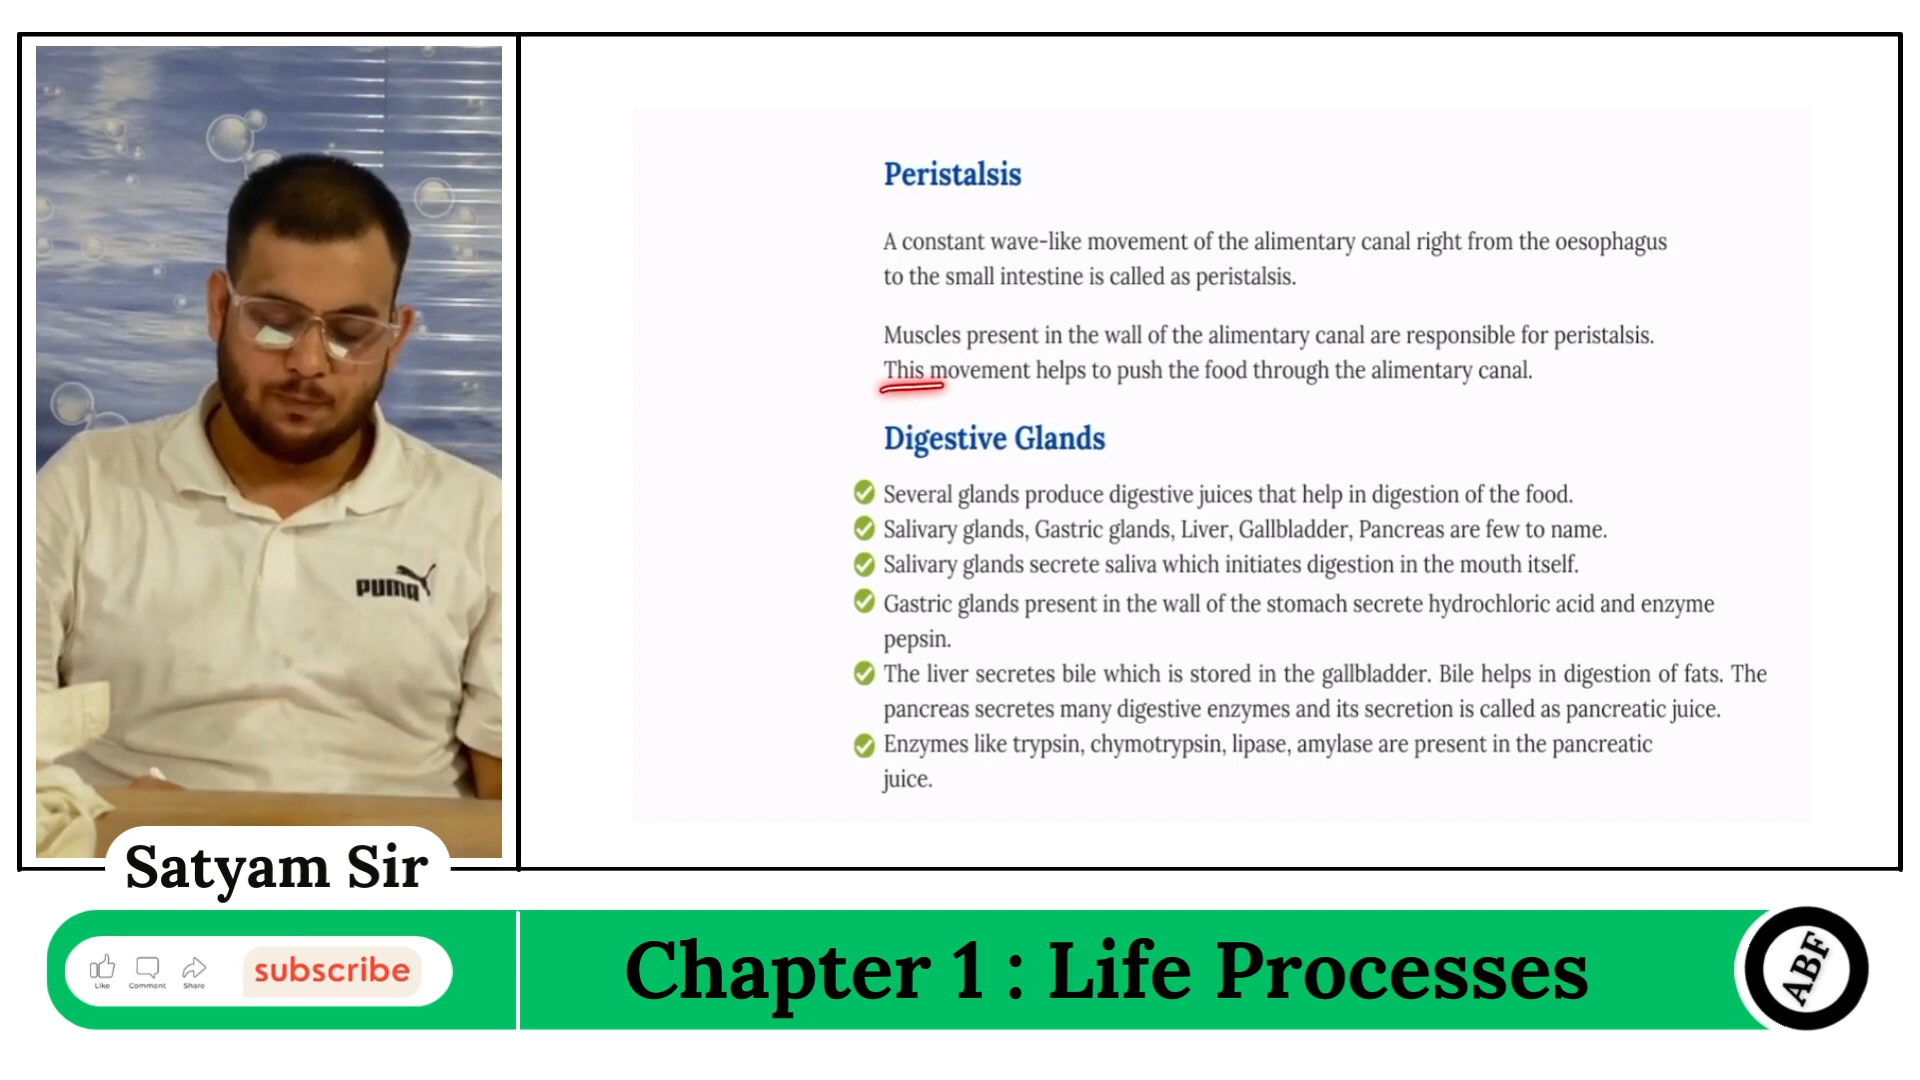 Peristalsis
A constant wave-like movement of the alimentary canal right from the oesophagus
to the small intestine is called as peristalsis.
Muscles present in the wall of the alimentary canal are responsible for peristalsis.
This movement helps to push the food through the alimentary canal.
Digestive Glands
Several glands produce digestive juices that help in digestion of the food.
Salivary glands, Gastric glands, Liver, Gallbladder, Pancreas are few to name.
Salivary glands secrete saliva which initiates digestion in the mouth itself.
Gastric glands present in the wall of the stomach secrete hydrochloric acid and enzyme
pepsin.
The liver secretes bile which is stored in the gallbladder. Bile helps in digestion of fats. The
pancreas secretes many digestive enzymes and its secretion is called as pancreatic juice.
Enzymes like trypsin, chymotrypsin, lipase, amylase are present in the pancreatic
juice.
PUMA
Satyam Sir
Like Comment Share subscribe
Chapter 1 : Life Processes
ABF